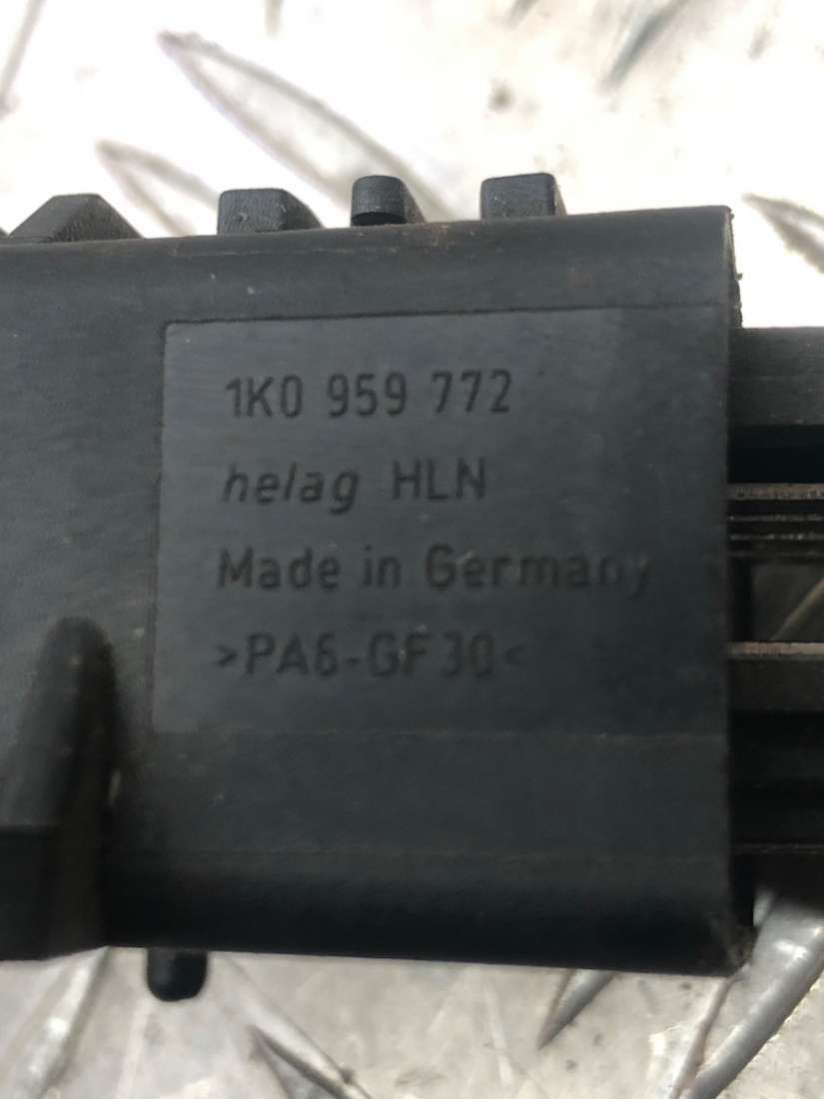 1K0 959 772
helag HLN
Made in Germany
>PA6-GF30<